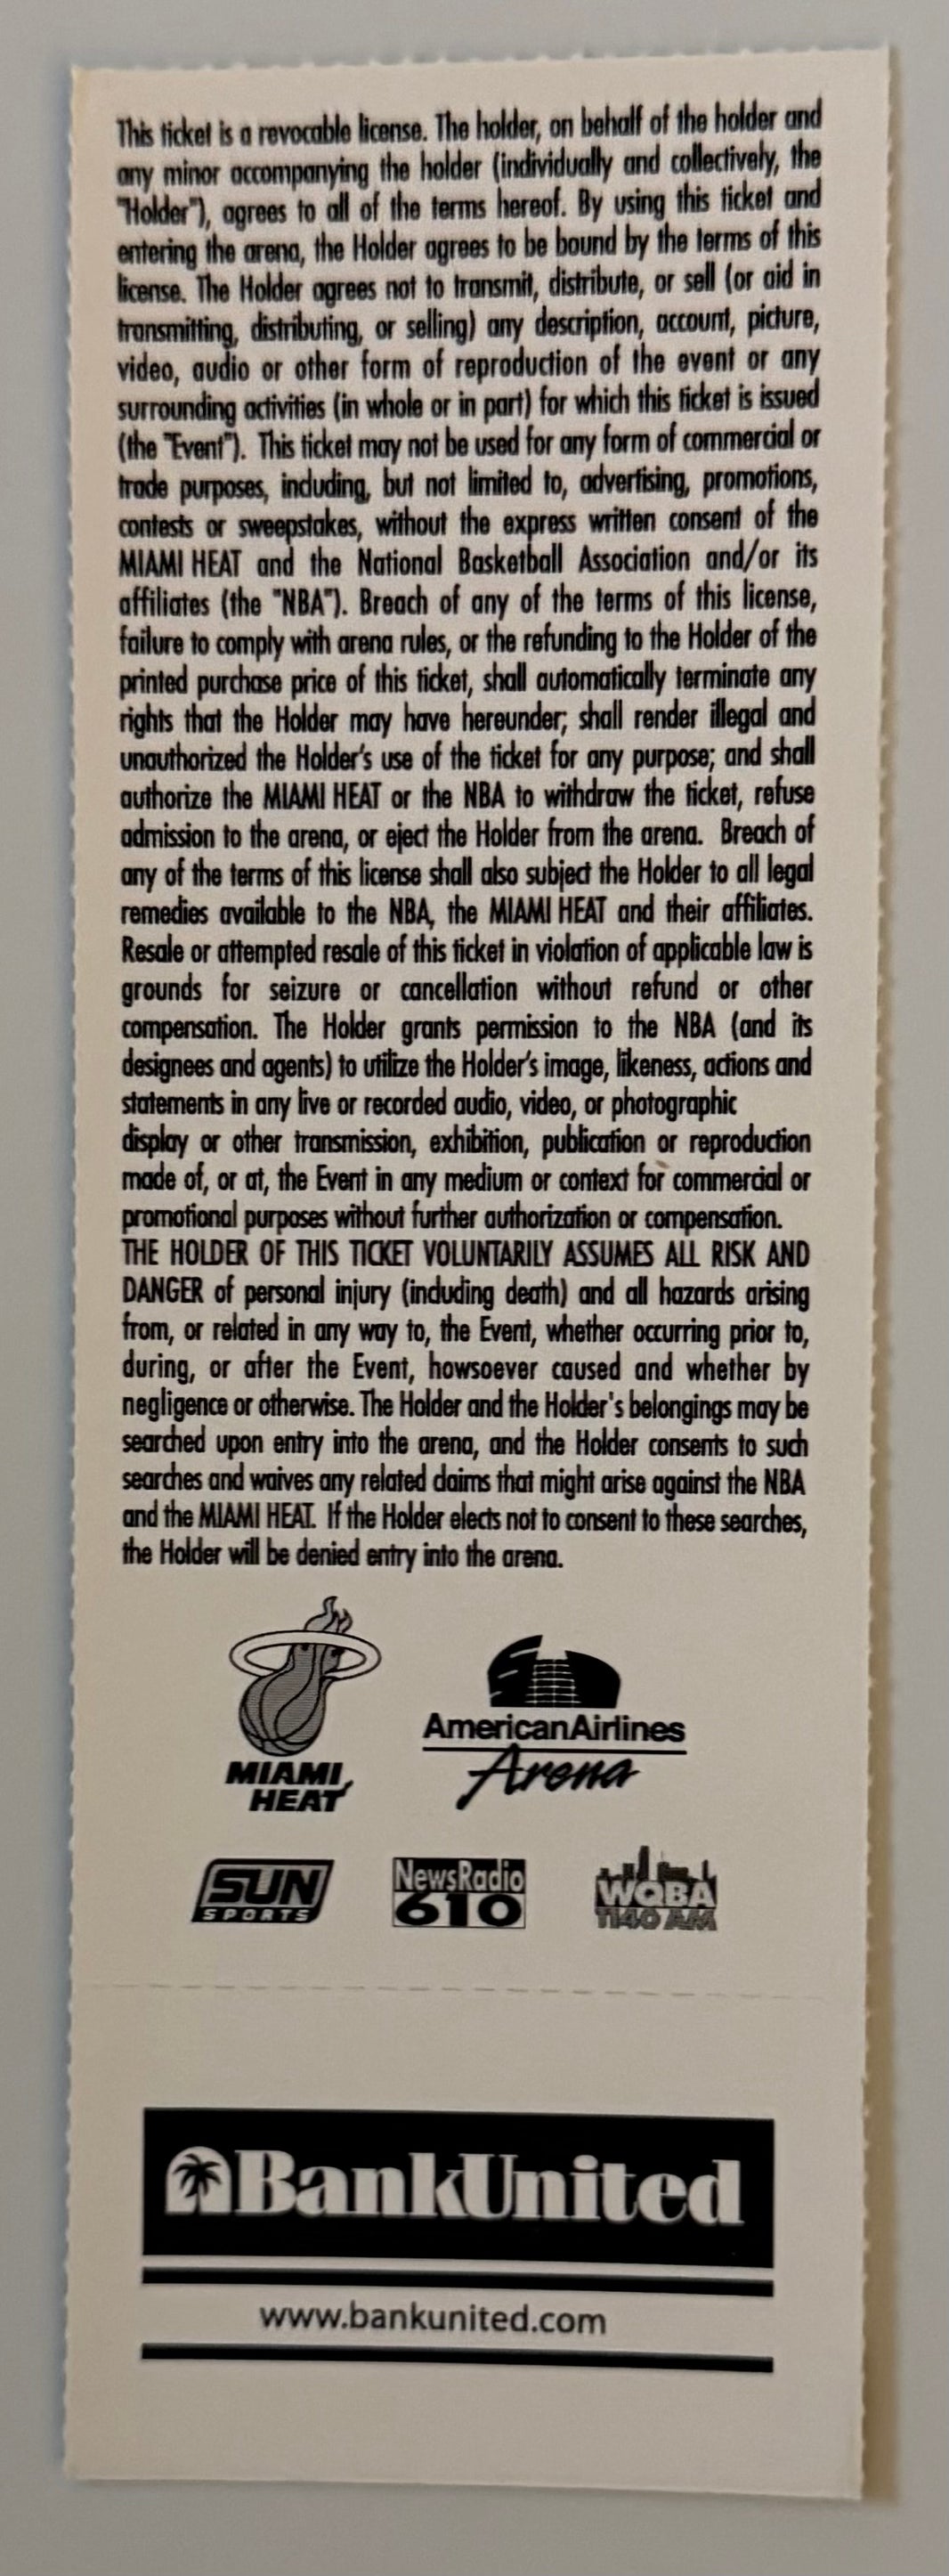 This ticket is a revocable license. The holder, on behalf of the holder and
any minor accompanying the holder (individually and collectively, the
"Holder"), agrees to all of the terms hereof. By using this ticket and
entering the arena, the Holder agrees to be bound by the terms of this
license. The Holder agrees not to transmit, distribute, or sell (or aid in
transmitting, distributing, or selling) any description, account, picture,
video, audio or other form of reproduction of the event or any
surrounding activities (in whole or in part) for which this ticket is issued
(the "Event"). This ticket may not be used for any form of commercial or
trade purposes, including, but not limited to, advertising, promotions,
contests or sweepstakes, without the express written consent of the
MIAMI HEAT and the National Basketball Association and/or its
affiliates (the "NBA"). Breach of any of the terms of this license,
failure to comply with arena rules, or the refunding to the Holder of the
printed purchase price of this ticket, shall automatically terminate any
rights that the Holder may have hereunder; shall render illegal and
unauthorized the Holder's use of the ticket for any purpose; and shall
authorize the MIAMI HEAT or the NBA to withdraw the ticket, refuse
admission to the arena, or eject the Holder from the arena. Breach of
any of the terms of this license shall also subject the Holder to all legal
remedies available to the NBA, the MIAMI HEAT and their affiliates.
Resale or attempted resale of this ticket in violation of applicable law is
grounds for seizure or cancellation without refund or other
compensation. The Holder grants permission to the NBA (and its
designees and agents) to utilize the Holder's image, likeness, actions and
statements in any live or recorded audio, video, or photographic
display or other transmission, exhibition, publication or reproduction
made of, or at, the Event in any medium or context for commercial or
promotional purposes without further authorization or compensation.
THE HOLDER OF THIS TICKET VOLUNTARILY ASSUMES ALL RISK AND
DANGER of personal injury (including death) and all hazards arising
from, or related in any way to, the Event, whether occurring prior to,
during, or after the Event, howsoever caused and whether by
negligence or otherwise. The Holder and the Holder's belongings may be
searched upon entry into the arena, and the Holder consents to such
searches and waives any related claims that might arise against the NBA
and the MIAMI HEAT. If the Holder elects not to consent to these searches,
the Holder will be denied entry into the arena.
MIAMI
HEAT
AmericanAirlines
Arena
SUN
SPORTS
NewsRadio
610
WQBA
1140 AM
BankUnited
www.bankunited.com